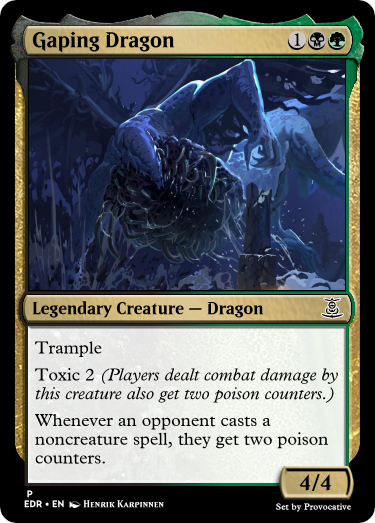 Gaping Dragon 1
Legendary Creature — Dragon
Trample
Toxic 2 (Players dealt combat damage by
this creature also get two poison counters.)
Whenever an opponent casts a
noncreature spell, they get two poison
counters.
4/4
P
EDR • EN Henrik Karpinnen
Set by Provocative